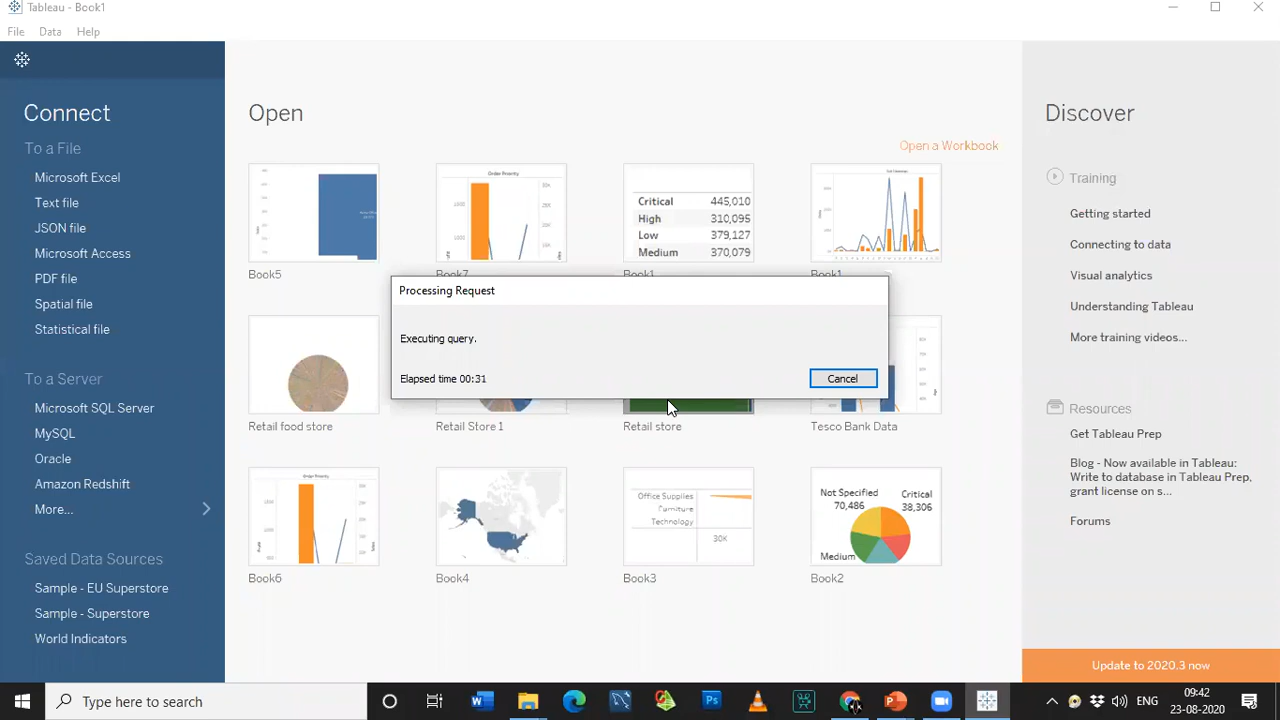 Tableau - Book1
File Data Help
Connect
To a File
Microsoft Excel
Text file
JSON file
Microsoft Access
PDF file
Spatial file
Statistical file
To a Server
Microsoft SQL Server
MySQL
Oracle
Amazon Redshift
More...
Saved Data Sources
Sample - EU Superstore
Sample - Superstore
World Indicators
Open
Open a Workbook
Order Priority
Critical 445,010
High 310,095
Low 379,127
Medium 370,079
Book5
Book7
Book1
Book1
Processing Request
Executing query.
Elapsed time 00:31
Cancel
Retail food store
Retail Store 1
Retail store
Tesco Bank Data
Order Priority
Office Supplies
Furniture
Technology
30K
Not Specified
70,486
Critical
38,306
Medium
Book6
Book4
Book3
Book2
Discover
Training
Getting started
Connecting to data
Visual analytics
Understanding Tableau
More training videos...
Resources
Get Tableau Prep
Blog - Now available in Tableau:
Write to database in Tableau Prep,
grant license on s...
Forums
Update to 2020.3 now
Type here to search
ENG
09:42
23-08-2020